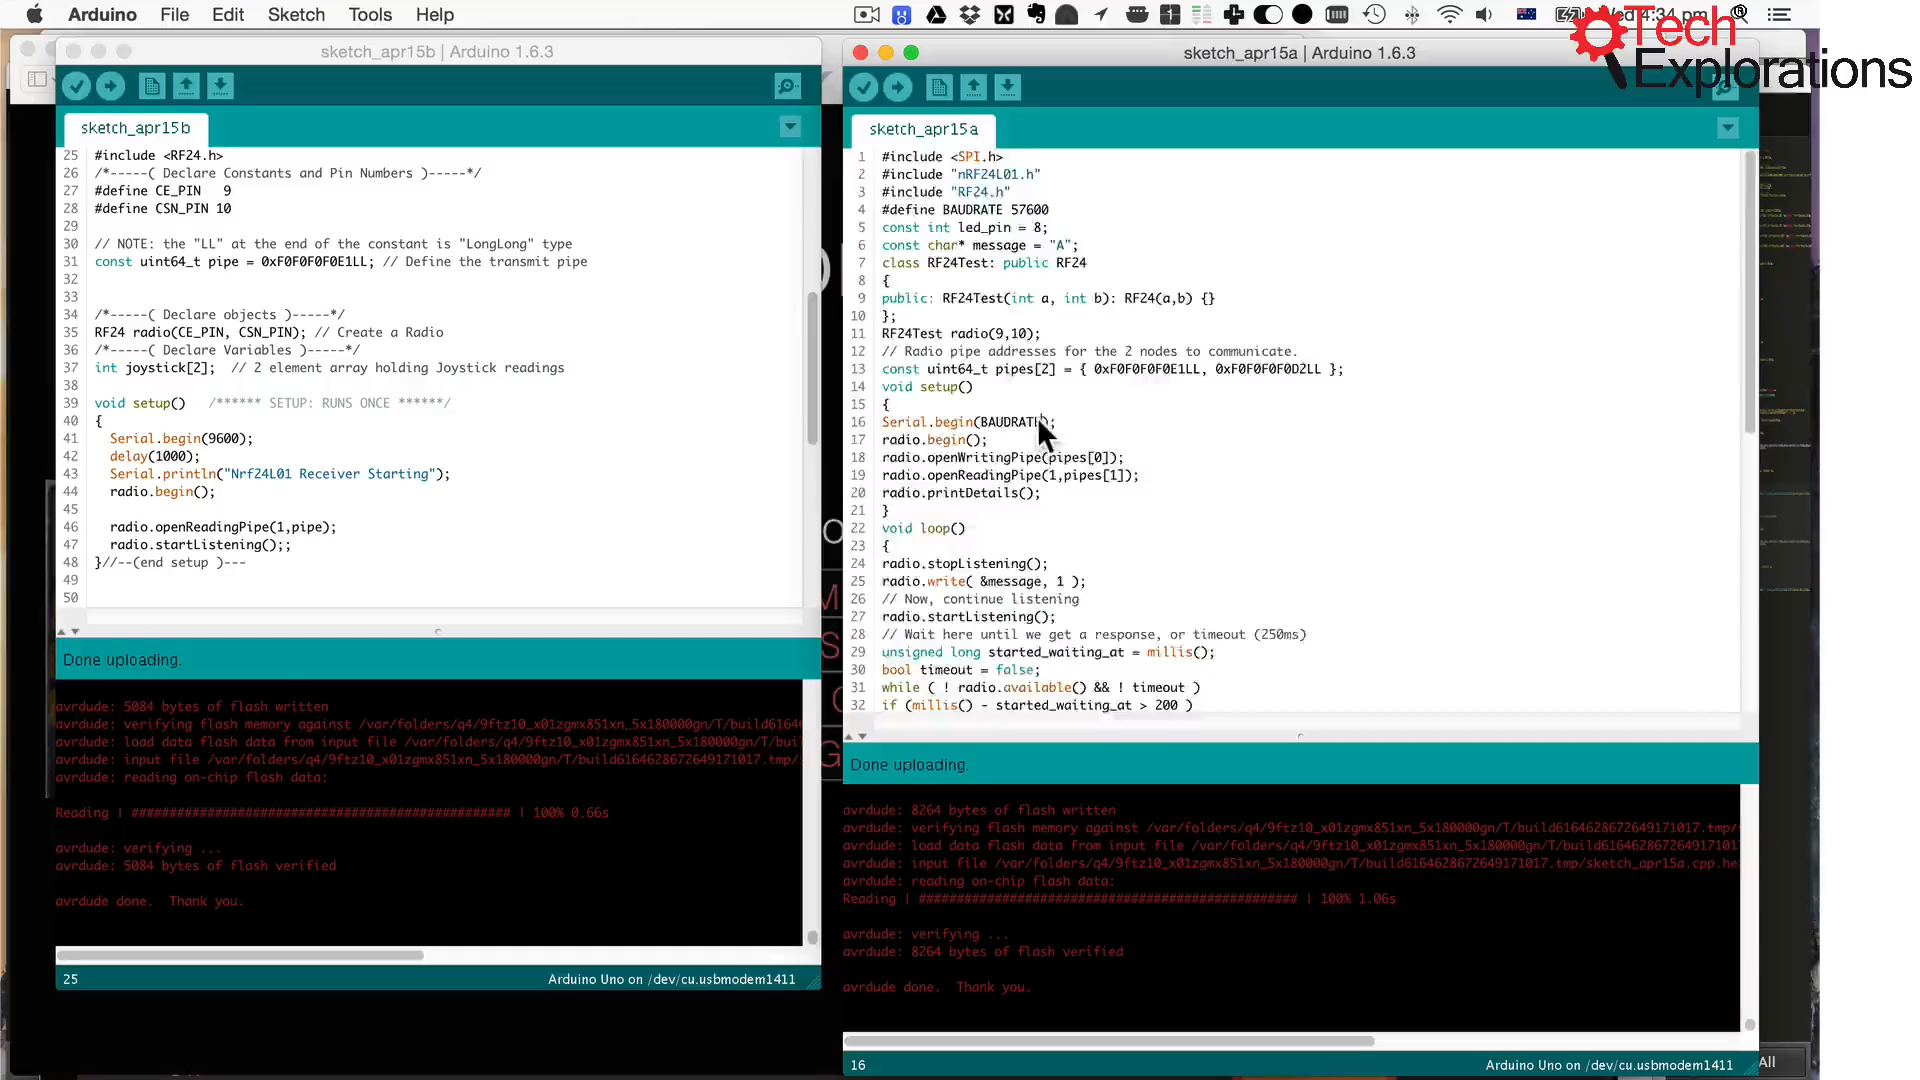 Arduino File Edit Sketch Tools Help
Wed 4:34 pm
Tech
Explorations
®
sketch_apr15b | Arduino 1.6.3
sketch_apr15b
25 #include <RF24.h>
26 /*-----( Declare Constants and Pin Numbers )-----*/
27 #define CE_PIN   9
28 #define CSN_PIN 10
29
30 // NOTE: the "LL" at the end of the constant is "LongLong" type
31 const uint64_t pipe = 0xF0F0F0F0E1LL; // Define the transmit pipe
32
33
34 /*-----( Declare objects )-----*/
35 RF24 radio(CE_PIN, CSN_PIN); // Create a Radio
36 /*-----( Declare Variables )-----*/
37 int joystick[2];  // 2 element array holding Joystick readings
38
39 void setup()   /****** SETUP: RUNS ONCE ******/
40 {
41   Serial.begin(9600);
42   delay(1000);
43   Serial.println("Nrf24L01 Receiver Starting");
44   radio.begin();
45
46   radio.openReadingPipe(1,pipe);
47   radio.startListening();;
48 }//--(end setup )---
49
50
Done uploading.
avrdude: 5084 bytes of flash written
avrdude: verifying flash memory against /var/folders/q4/9ftz10_x01zgmx851xn_5x180000gn/T/build6164
avrdude: load data flash data from input file /var/folders/q4/9ftz10_x01zgmx851xn_5x180000gn/T/bui
avrdude: input file /var/folders/q4/9ftz10_x01zgmx851xn_5x180000gn/T/build6164628672649171017.tmp/
avrdude: reading on-chip flash data:
Reading | ################################################## | 100% 0.66s
avrdude: verifying ...
avrdude: 5084 bytes of flash verified
avrdude done.  Thank you.
25
Arduino Uno on /dev/cu.usbmodem1411
sketch_apr15a | Arduino 1.6.3
sketch_apr15a
1 #include <SPI.h>
2 #include "nRF24L01.h"
3 #include "RF24.h"
4 #define BAUDRATE 57600
5 const int led_pin = 8;
6 const char* message = "A";
7 class RF24Test: public RF24
8 {
9 public: RF24Test(int a, int b): RF24(a,b) {}
10 };
11 RF24Test radio(9,10);
12 // Radio pipe addresses for the 2 nodes to communicate.
13 const uint64_t pipes[2] = { 0xF0F0F0F0E1LL, 0xF0F0F0F0D2LL };
14 void setup()
15 {
16 Serial.begin(BAUDRATE);
17 radio.begin();
18 radio.openWritingPipe(pipes[0]);
19 radio.openReadingPipe(1,pipes[1]);
20 radio.printDetails();
21 }
22 void loop()
23 {
24 radio.stopListening();
25 radio.write( &message, 1 );
26 // Now, continue listening
27 radio.startListening();
28 // Wait here until we get a response, or timeout (250ms)
29 unsigned long started_waiting_at = millis();
30 bool timeout = false;
31 while ( ! radio.available() && ! timeout )
32 if (millis() - started_waiting_at > 200 )
Done uploading.
avrdude: 8264 bytes of flash written
avrdude: verifying flash memory against /var/folders/q4/9ftz10_x01zgmx851xn_5x180000gn/T/build6164628672649171017.tmp/
avrdude: load data flash data from input file /var/folders/q4/9ftz10_x01zgmx851xn_5x180000gn/T/build6164628672649171017
avrdude: input file /var/folders/q4/9ftz10_x01zgmx851xn_5x180000gn/T/build6164628672649171017.tmp/sketch_apr15a.cpp.he
avrdude: reading on-chip flash data:
Reading | ################################################## | 100% 1.06s
avrdude: verifying ...
avrdude: 8264 bytes of flash verified
avrdude done.  Thank you.
16
Arduino Uno on /dev/cu.usbmodem1411
All